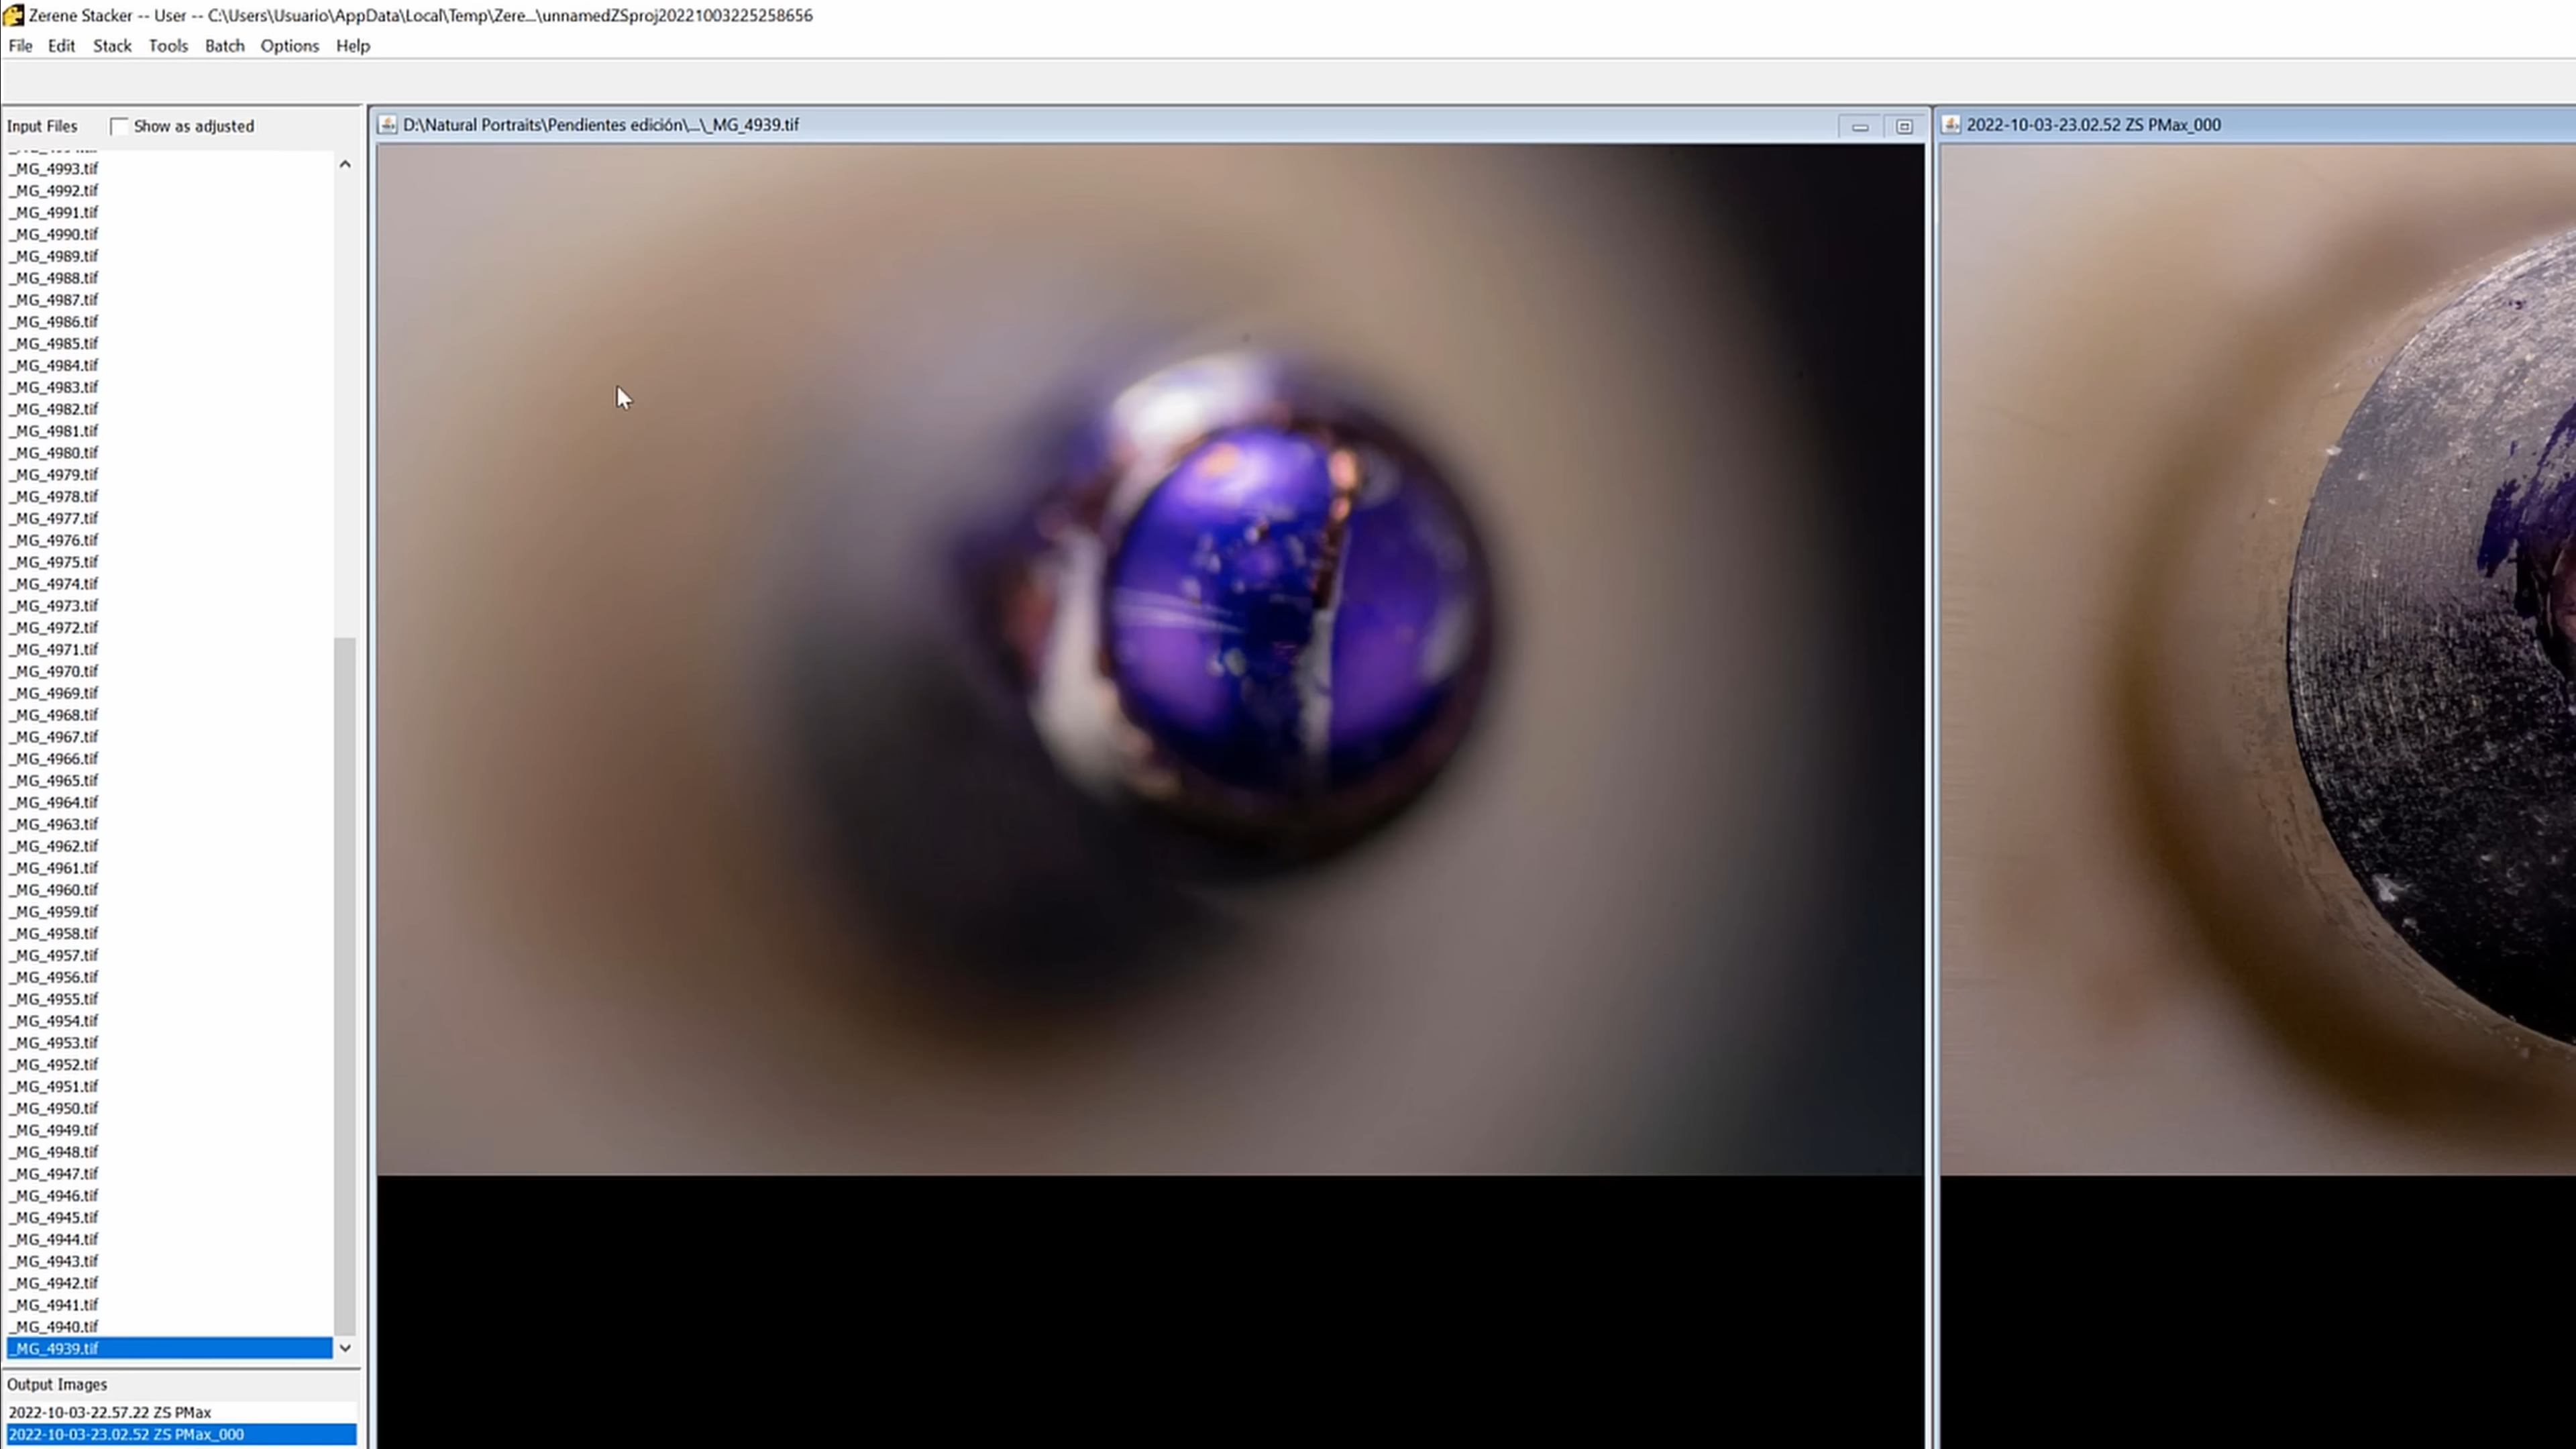 Zerene Stacker -- User -- C:\Users\Usuario\AppData\Local\Temp\Zere...\unnamedZSproj20221003225258656
File Edit Stack Tools Batch Options Help
Input Files Show as adjusted
D:\Natural Portraits\Pendientes edición\...\_MG_4939.tif
2022-10-03-23.02.52 ZS PMax_000
_MG_4993.tif
_MG_4992.tif
_MG_4991.tif
_MG_4990.tif
_MG_4989.tif
_MG_4988.tif
_MG_4987.tif
_MG_4986.tif
_MG_4985.tif
_MG_4984.tif
_MG_4983.tif
_MG_4982.tif
_MG_4981.tif
_MG_4980.tif
_MG_4979.tif
_MG_4978.tif
_MG_4977.tif
_MG_4976.tif
_MG_4975.tif
_MG_4974.tif
_MG_4973.tif
_MG_4972.tif
_MG_4971.tif
_MG_4970.tif
_MG_4969.tif
_MG_4968.tif
_MG_4967.tif
_MG_4966.tif
_MG_4965.tif
_MG_4964.tif
_MG_4963.tif
_MG_4962.tif
_MG_4961.tif
_MG_4960.tif
_MG_4959.tif
_MG_4958.tif
_MG_4957.tif
_MG_4956.tif
_MG_4955.tif
_MG_4954.tif
_MG_4953.tif
_MG_4952.tif
_MG_4951.tif
_MG_4950.tif
_MG_4949.tif
_MG_4948.tif
_MG_4947.tif
_MG_4946.tif
_MG_4945.tif
_MG_4944.tif
_MG_4943.tif
_MG_4942.tif
_MG_4941.tif
_MG_4940.tif
_MG_4939.tif
Output Images
2022-10-03-22.57.22 ZS PMax
2022-10-03-23.02.52 ZS PMax_000